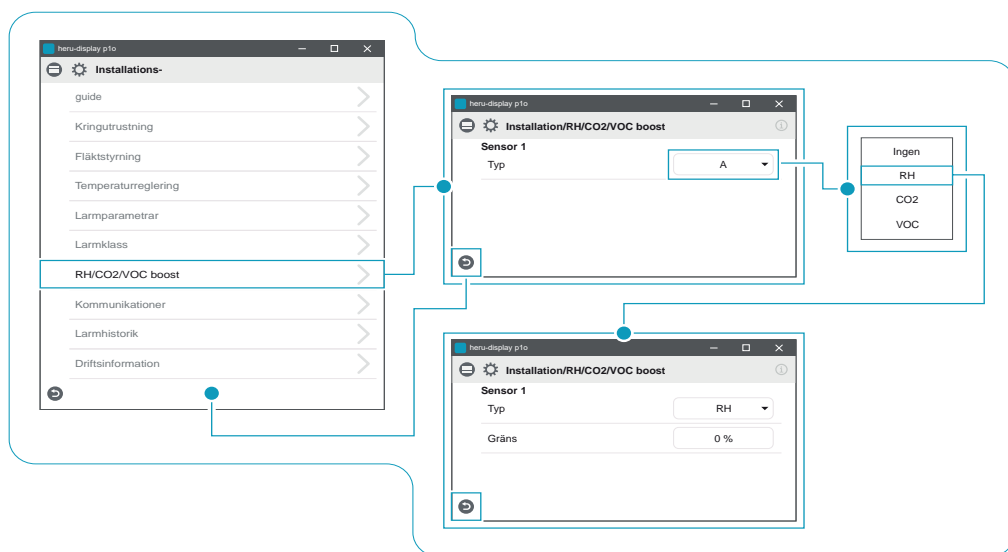 heru-display p1o
Installations-
guide
Kringutrustning
Fläktstyrning
Temperaturreglering
Larmparametrar
Larmklass
RH/CO2/VOC boost
Kommunikationer
Larmhistorik
Driftsinformation
heru-display p1o
Installation/RH/CO2/VOC boost
Sensor 1
Typ A
Ingen
RH
CO2
VOC
heru-display p1o
Installation/RH/CO2/VOC boost
Sensor 1
Typ RH
Gräns 0 %